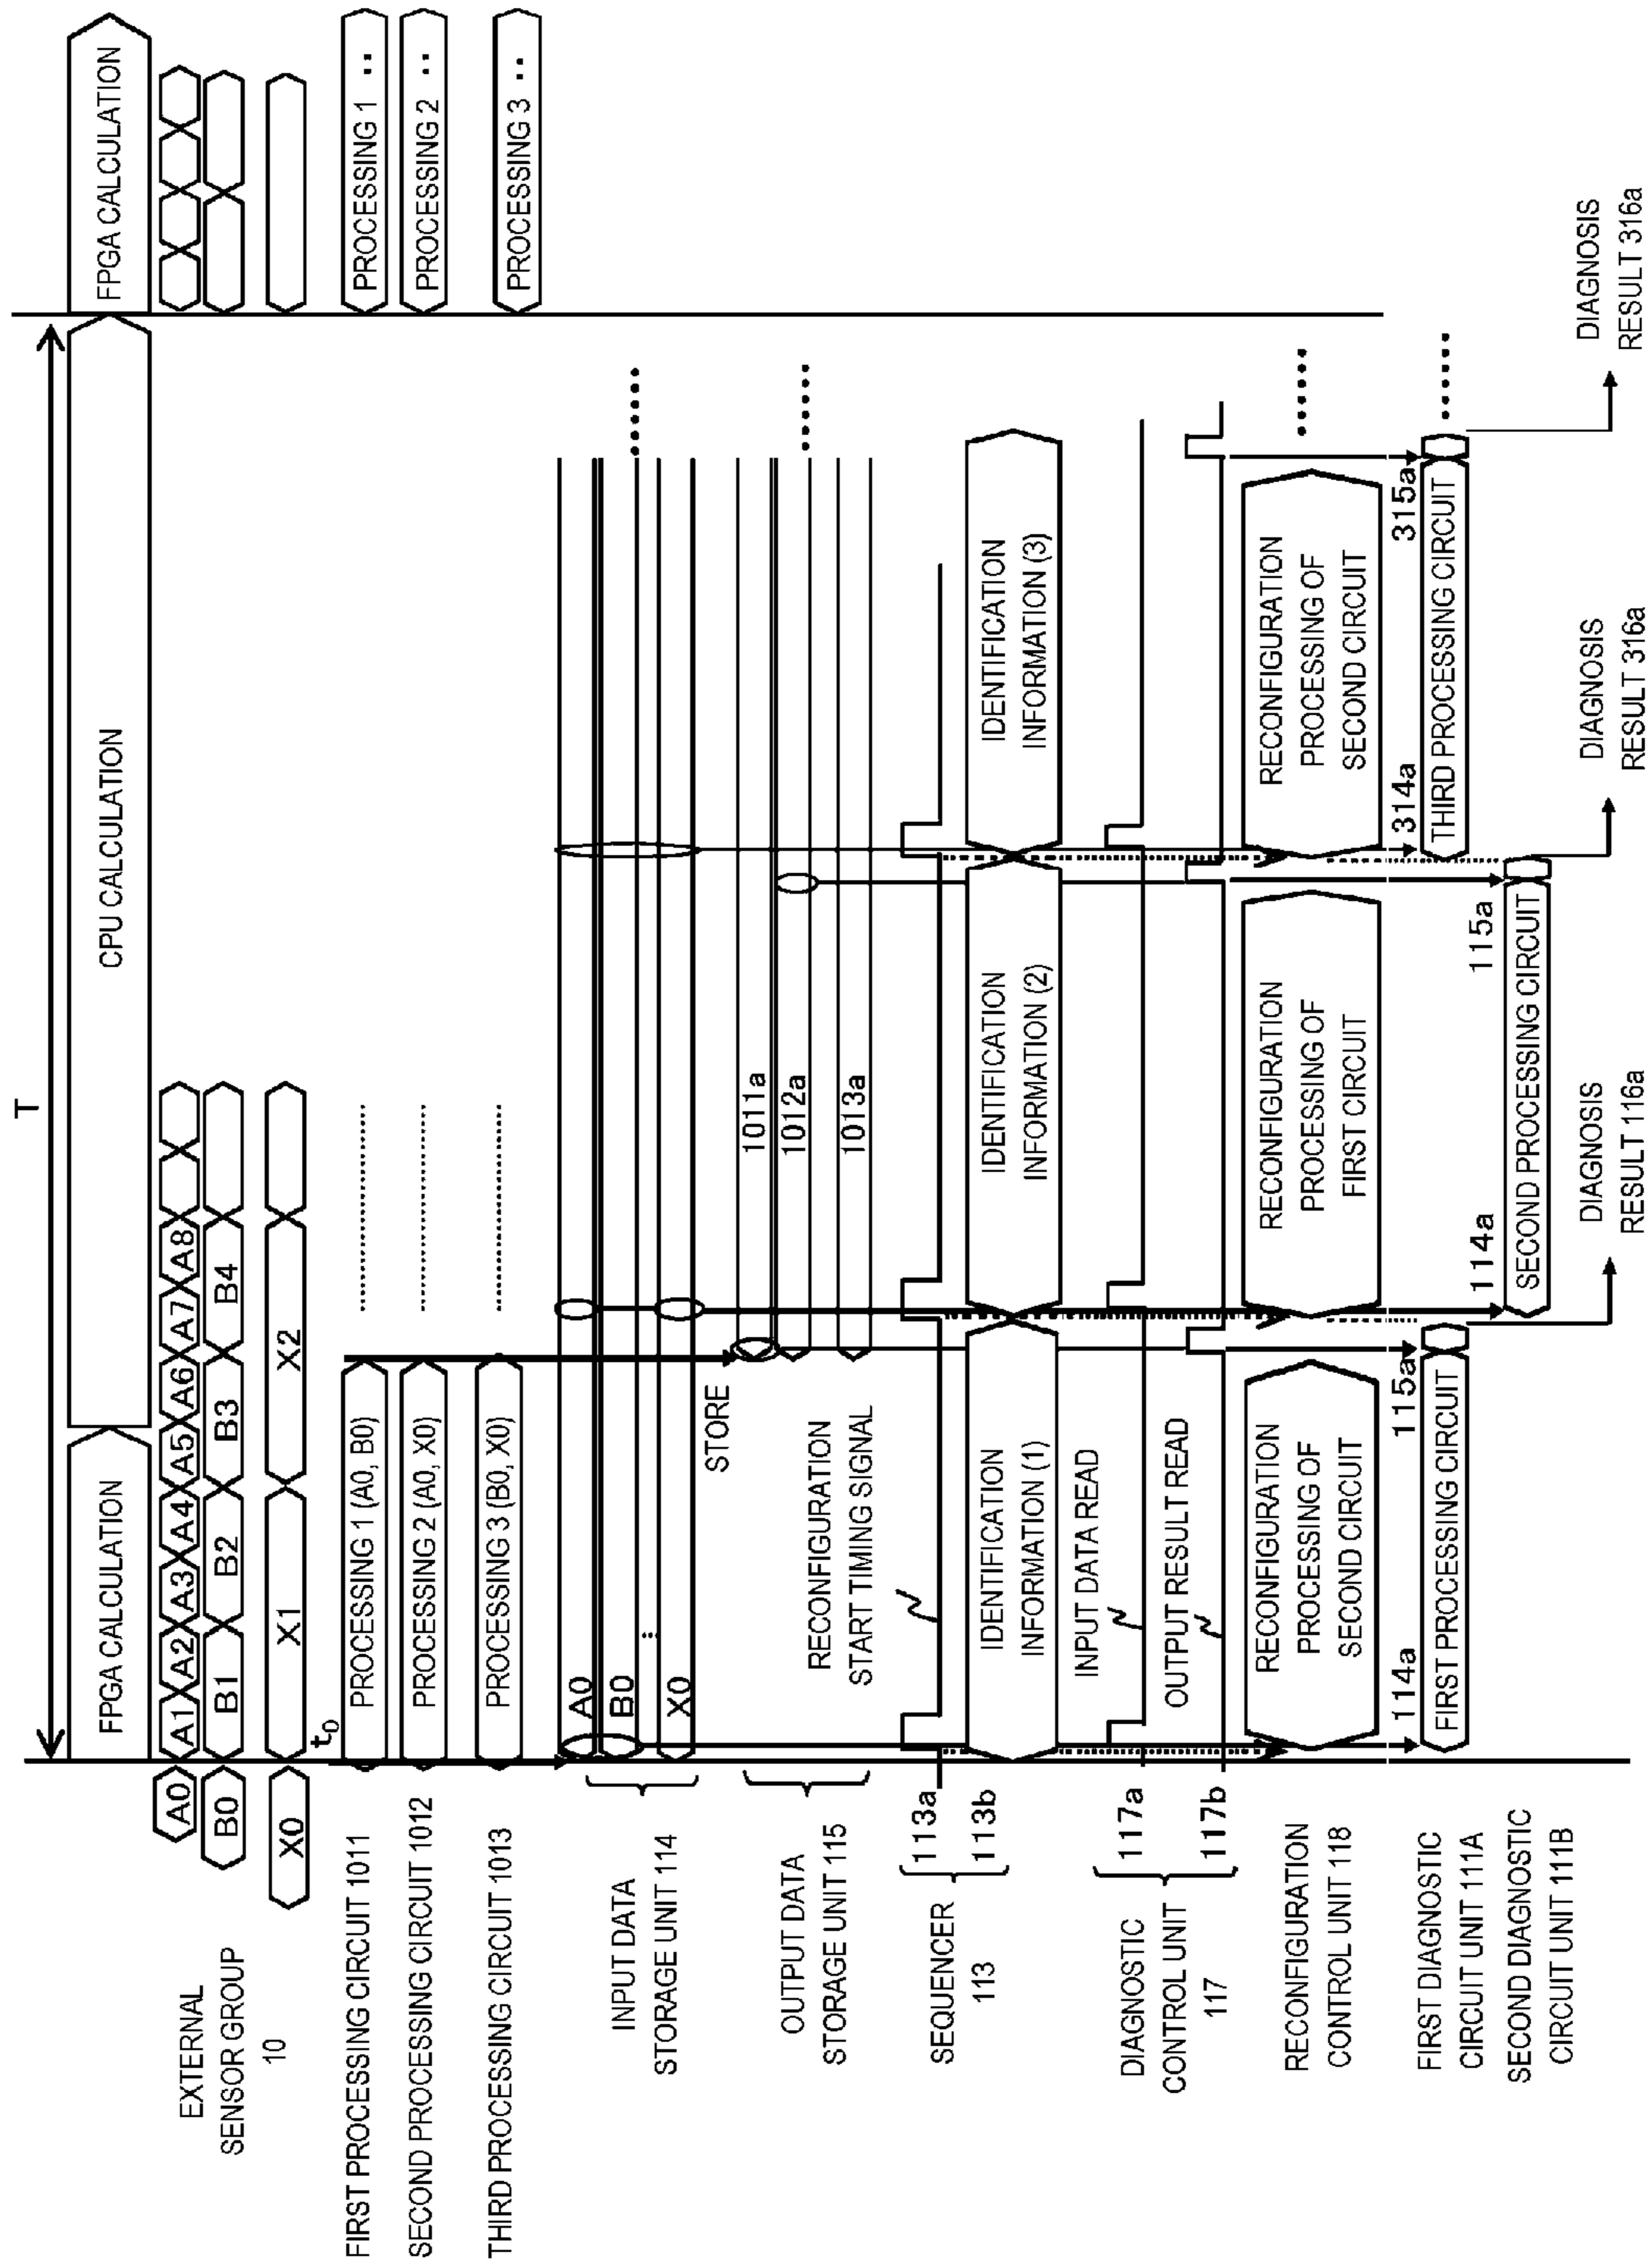 T
FPGA CALCULATION
CPU CALCULATION
FPGA CALCULATION
EXTERNAL
SENSOR GROUP
10
A0
A1
A2
A3
A4
A5
A6
A7
A8
B0
B1
B2
B3
B4
X0
X1
X2
t0
FIRST PROCESSING CIRCUIT 1011
PROCESSING 1 (A0, B0)
PROCESSING 1 ..
SECOND PROCESSING CIRCUIT 1012
PROCESSING 2 (A0, X0)
PROCESSING 2 ..
THIRD PROCESSING CIRCUIT 1013
PROCESSING 3 (B0, X0)
PROCESSING 3 ..
INPUT DATA
STORAGE UNIT 114
A0
B0
X0
STORE
OUTPUT DATA
STORAGE UNIT 115
1011a
1012a
1013a
RECONFIGURATION
START TIMING SIGNAL
SEQUENCER
113
113a
113b
IDENTIFICATION
INFORMATION (1)
IDENTIFICATION
INFORMATION (2)
IDENTIFICATION
INFORMATION (3)
DIAGNOSTIC
CONTROL UNIT
117
117a
117b
INPUT DATA READ
OUTPUT RESULT READ
RECONFIGURATION
CONTROL UNIT 118
RECONFIGURATION
PROCESSING OF
SECOND CIRCUIT
RECONFIGURATION
PROCESSING OF
FIRST CIRCUIT
RECONFIGURATION
PROCESSING OF
SECOND CIRCUIT
FIRST DIAGNOSTIC
CIRCUIT UNIT 111A
114a
115a
314a
315a
FIRST PROCESSING CIRCUIT
THIRD PROCESSING CIRCUIT
SECOND DIAGNOSTIC
CIRCUIT UNIT 111B
114a
115a
SECOND PROCESSING CIRCUIT
DIAGNOSIS
RESULT 116a
DIAGNOSIS
RESULT 316a
DIAGNOSIS
RESULT 316a